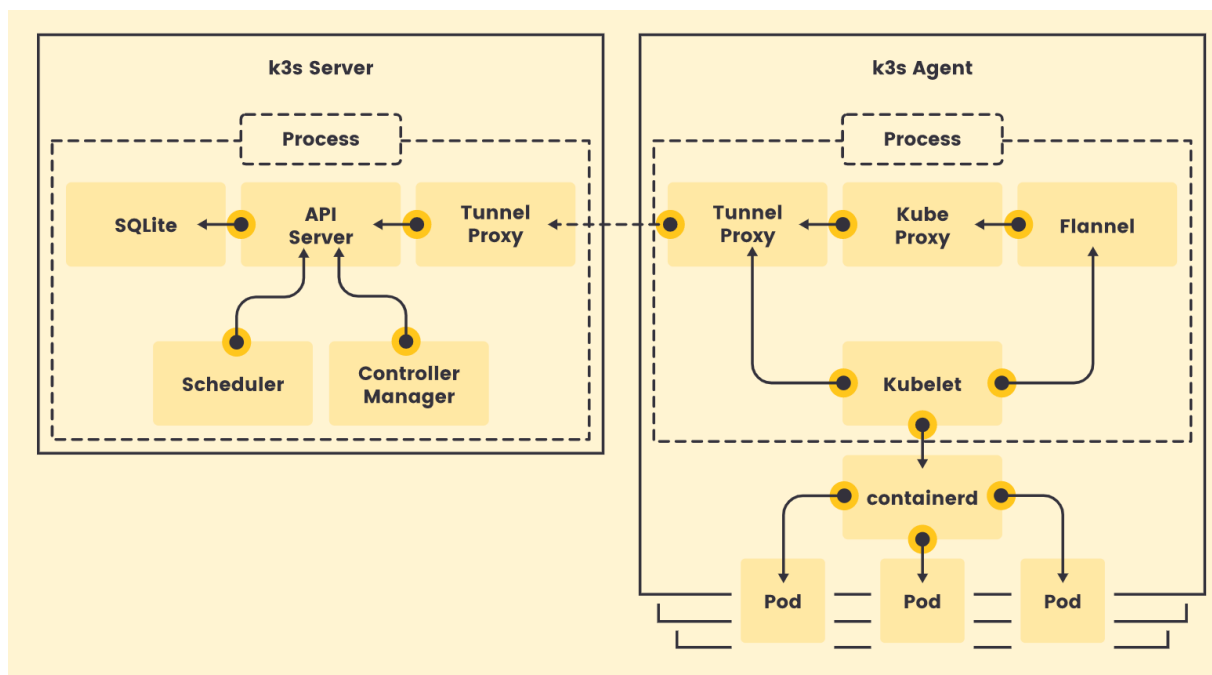 k3s Server
Process
SQLite
API
Server
Tunnel
Proxy
Scheduler
Controller
Manager
k3s Agent
Process
Tunnel
Proxy
Kube
Proxy
Flannel
Kubelet
containerd
Pod
Pod
Pod